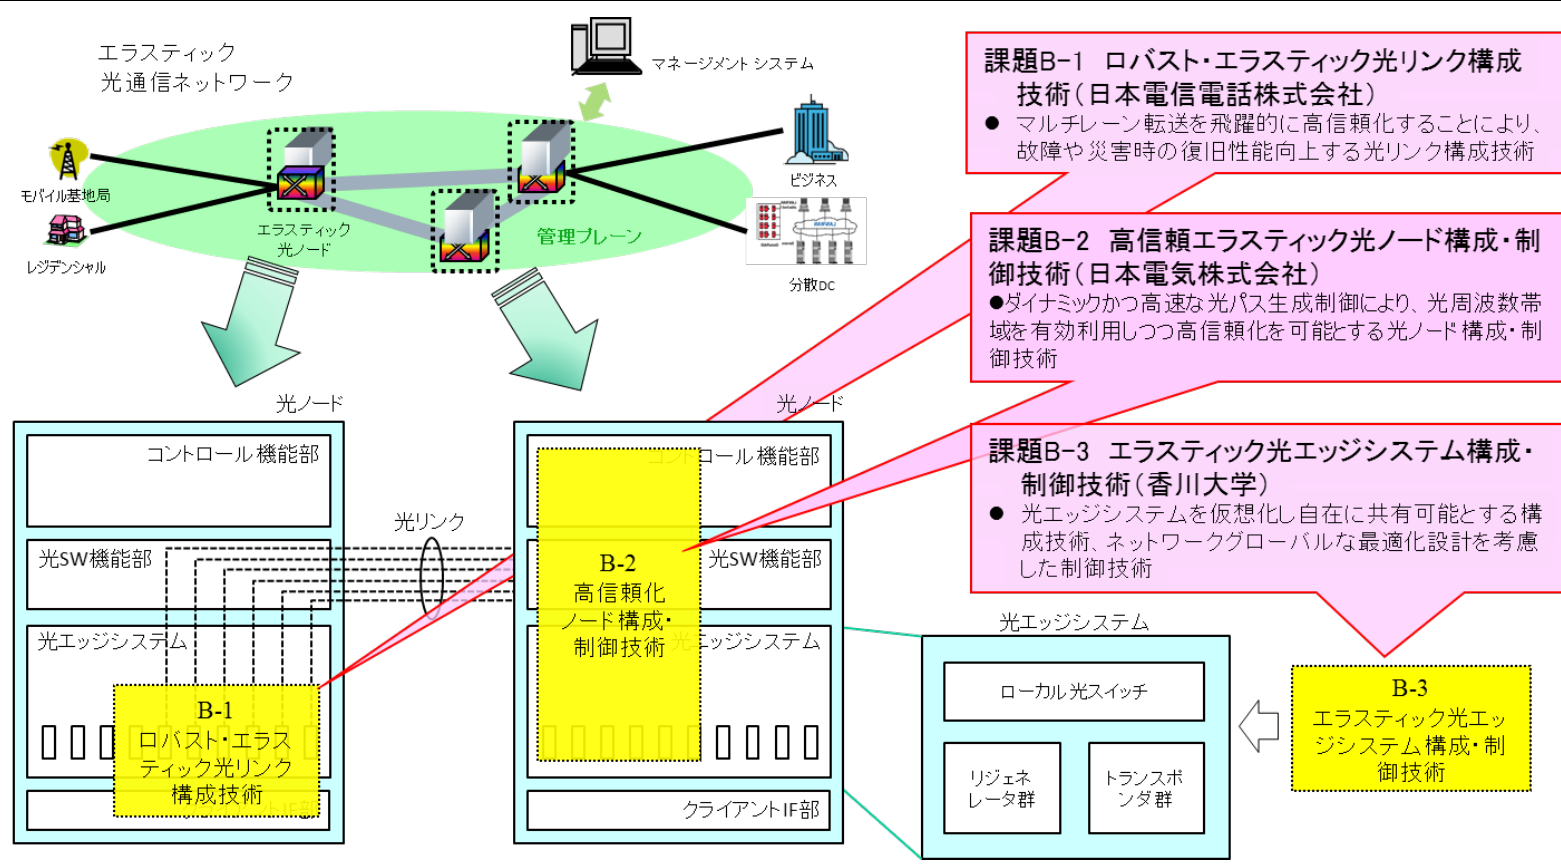 エラスティック
光通信ネットワーク
マネージメントシステム
モバイル基地局
レジデンシャル
エラスティック
光ノード
管理プレーン
ビジネス
分散DC
課題B-1 ロバスト・エラスティック光リンク構成
技術（日本電信電話株式会社）
● マルチレーン転送を飛躍的に高信頼化することにより、
故障や災害時の復旧性能向上する光リンク構成技術
課題B-2 高信頼エラスティック光ノード構成・制
御技術（日本電気株式会社）
●ダイナミックかつ高速な光パス生成制御により、光周波数帯
域を有効利用しつつ高信頼化を可能とする光ノード構成・制
御技術
課題B-3 エラスティック光エッジシステム構成・
制御技術（香川大学）
● 光エッジシステムを仮想化し自在に共有可能とする構
成技術、ネットワークグローバルな最適化設計を考慮
した制御技術
光ノード
コントロール機能部
光SW機能部
光エッジシステム
B-1
ロバスト・エラス
ティック光リンク
構成技術
光リンク
光ノード
コントロール機能部
光SW機能部
光エッジシステム
B-2
高信頼化
ノード構成・
制御技術
クライアントIF部
光エッジシステム
ローカル光スイッチ
リジェネ
レータ群
トランスポ
ンダ群
B-3
エラスティック光エッ
ジシステム構成・制
御技術